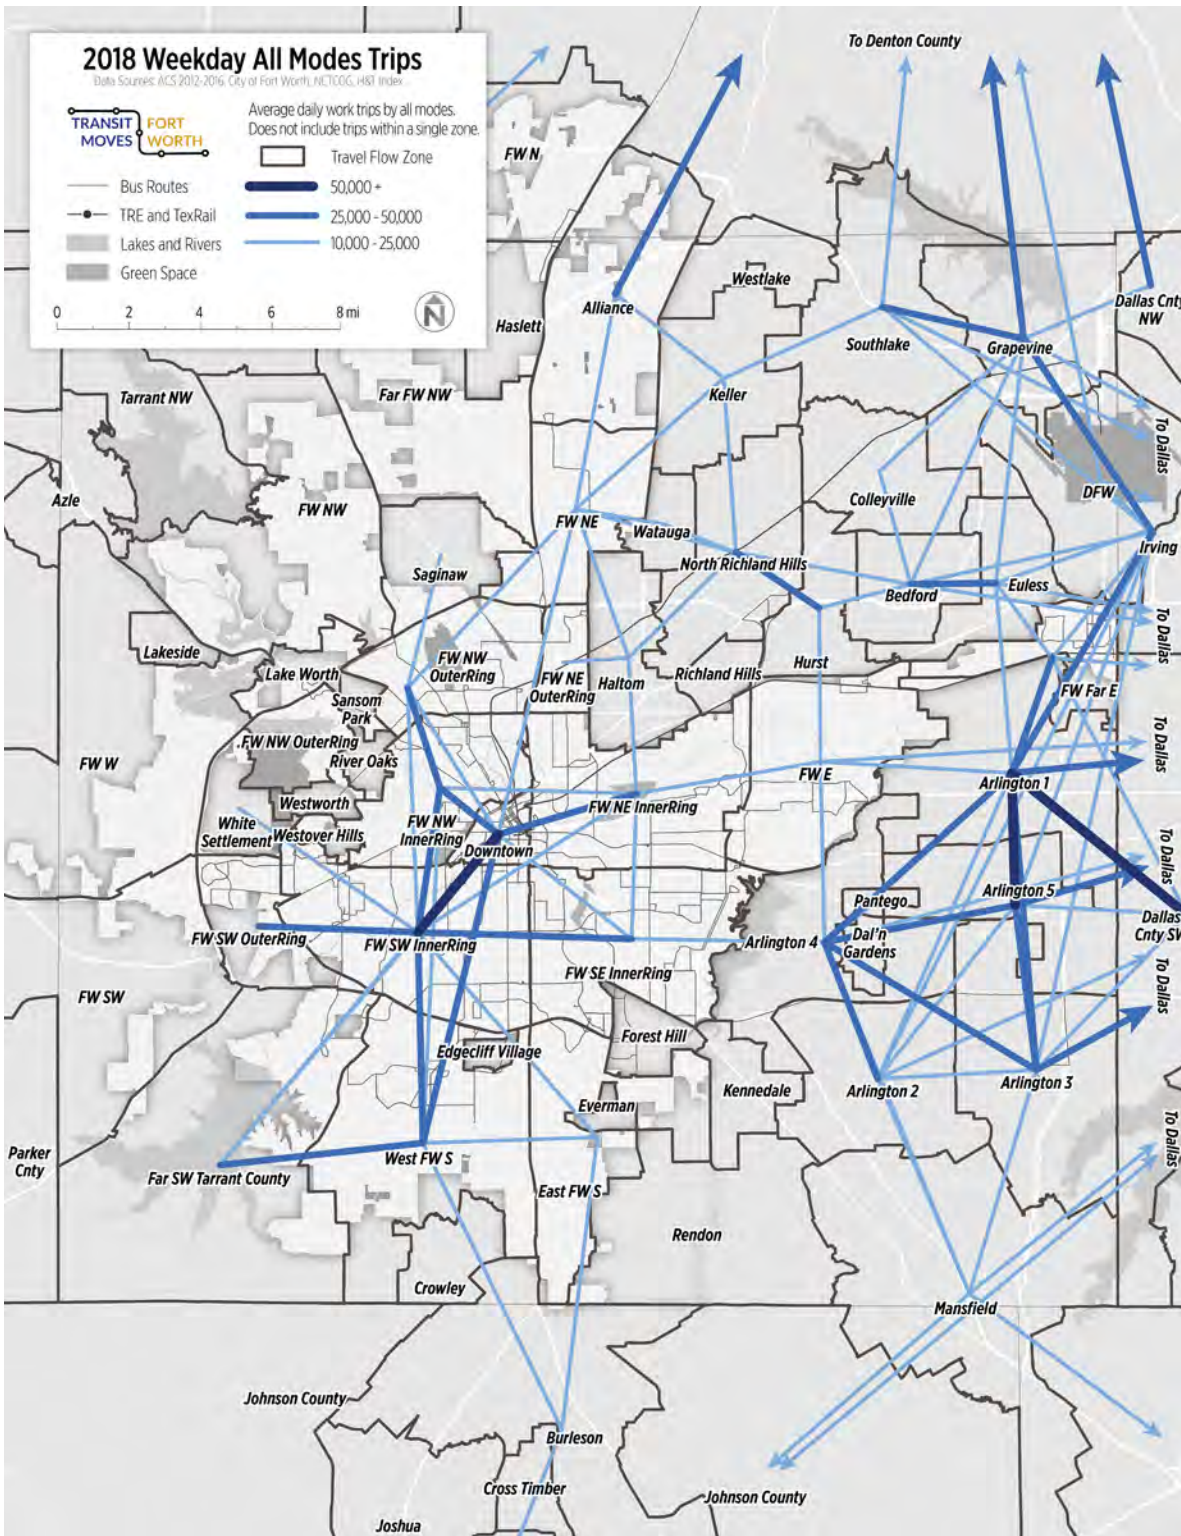 2018 Weekday All Modes Trips
Data Sources: ACS 2012-2016, City of Fort Worth, NCTCOG, H&T Index
TRANSIT MOVES
FORT WORTH
Average daily work trips by all modes.
Does not include trips within a single zone.
Travel Flow Zone
Bus Routes
50,000 +
TRE and TexRail
25,000 - 50,000
Lakes and Rivers
10,000 - 25,000
Green Space
0 2 4 6 8 mi
N
To Denton County
FW N
Westlake
Alliance
Dallas Cnty
NW
Haslett
Southlake
Grapevine
Tarrant NW
Far FW NW
Keller
To Dallas
Azle
FW NW
Colleyville
DFW
FW NE
Watauga
Irving
Saginaw
North Richland Hills
Bedford
Euless
To Dallas
Lakeside
Lake Worth
FW NW
OuterRing
FW NE
OuterRing
Haltom
Richland Hills
Hurst
FW Far E
Sansom
Park
FW NW OuterRing
River Oaks
To Dallas
FW W
FW E
Arlington 1
Westworth
FW NE InnerRing
White
Settlement
Westover Hills
FW NW
InnerRing
Downtown
To Dallas
Pantego
Arlington 5
FW SW OuterRing
FW SW InnerRing
Arlington 4
Dal'n
Gardens
Dallas
Cnty SW
FW SE InnerRing
To Dallas
FW SW
Forest Hill
Edgecliff Village
Kennedale
Arlington 2
Arlington 3
Everman
To Dallas
Parker
Cnty
Far SW Tarrant County
West FW S
East FW S
Rendon
Crowley
Mansfield
Johnson County
Burleson
Cross Timber
Johnson County
Joshua